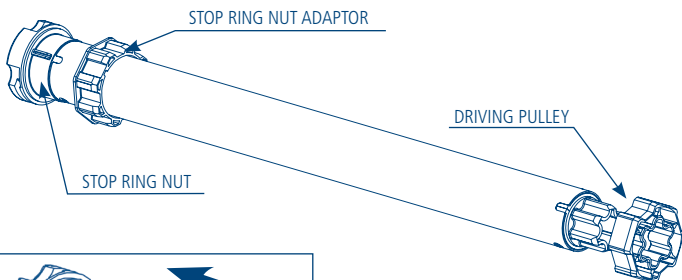 STOP RING NUT ADAPTOR
DRIVING PULLEY
STOP RING NUT